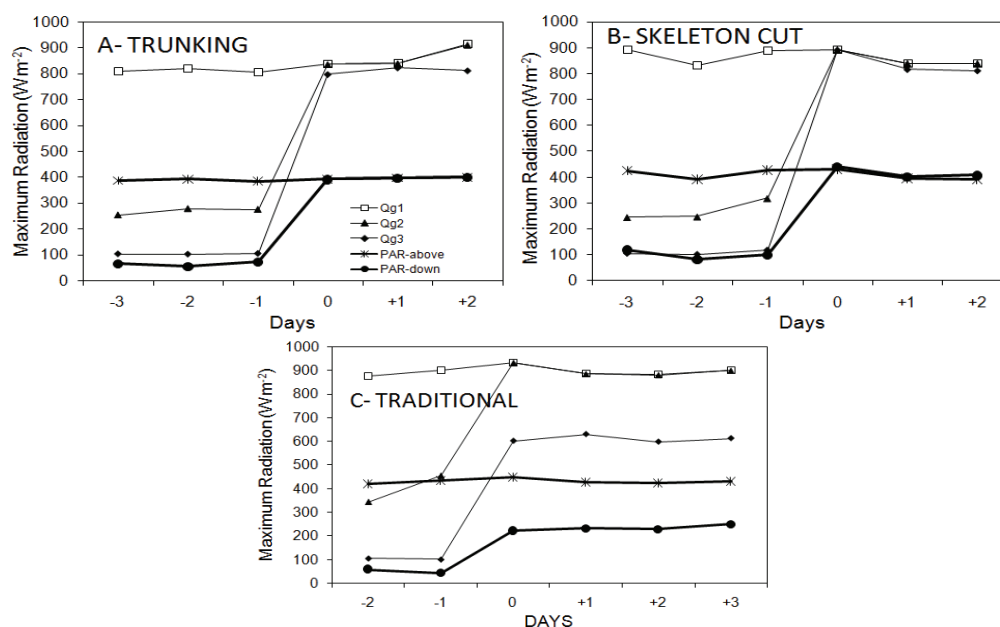 A- TRUNKING
Maximum Radiation (Wm-2)
1000
900
800
700
600
500
400
300
200
100
0
Qg1
Qg2
Qg3
PAR-above
PAR-down
-3 -2 -1 0 +1 +2
Days
B- SKELETON CUT
Maximum Radiation (Wm-2)
1000
900
800
700
600
500
400
300
200
100
0
-3 -2 -1 0 +1 +2
Days
C- TRADITIONAL
Maximum Radiation (Wm-2)
1000
900
800
700
600
500
400
300
200
100
0
-2 -1 0 +1 +2 +3
DAYS